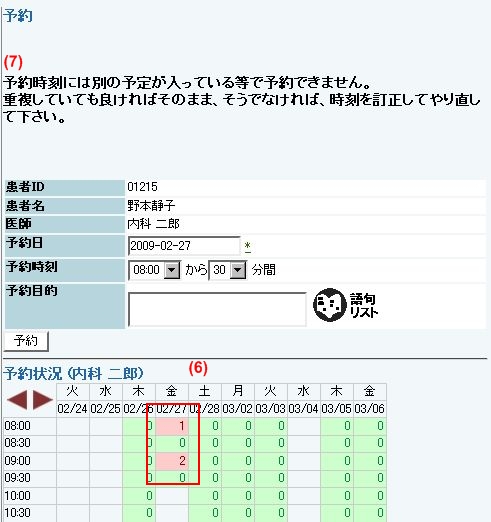 予約
(7)
予約時刻には別の予定が入っている等で予約できません。
重複していても良ければそのまま、そうでなければ、時刻を訂正してやり直し
て下さい。
患者ID 01215
患者名 野本静子
医師 内科 二郎
予約日 2009-02-27 *
予約時刻 08:00 から 30 分間
予約目的 語句
リスト
予約
予約状況 (内科 二郎) (6)
火 水 木 金 土 月 火 水 木 金
02/24 02/25 02/26 02/27 02/28 03/02 03/03 03/04 03/05 03/06
08:00 0 1 0 0 0 0 0
08:30 0 0 0 0 0 0 0
09:00 0 2 0 0 0 0 0
09:30 0 0 0 0 0 0 0
10:00 0 0 0 0 0 0
10:30 0 0 0 0 0 0